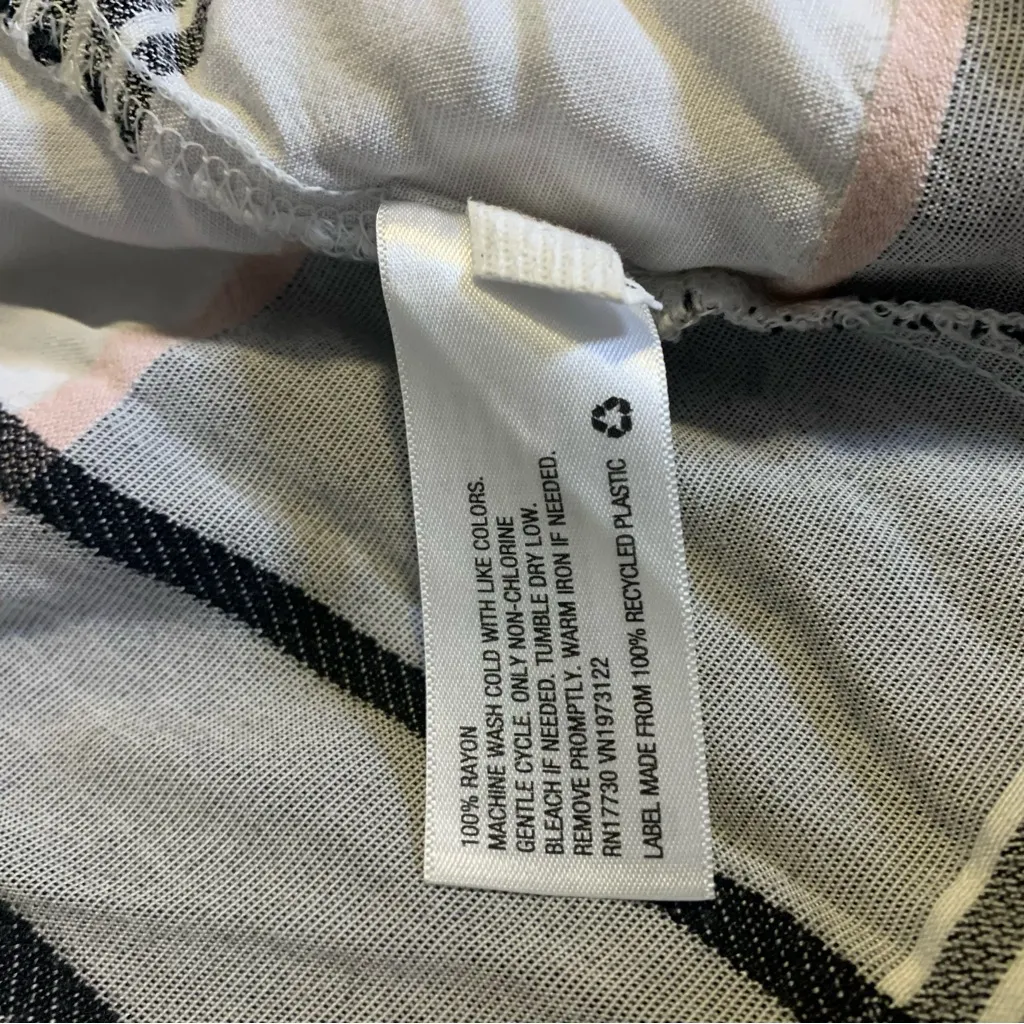 100% RAYON
MACHINE WASH COLD WITH LIKE COLORS.
GENTLE CYCLE. ONLY NON-CHLORINE
BLEACH IF NEEDED. TUMBLE DRY LOW.
REMOVE PROMPTLY. WARM IRON IF NEEDED.
RN17730 VN1973122
LABEL MADE FROM 100% RECYCLED PLASTIC